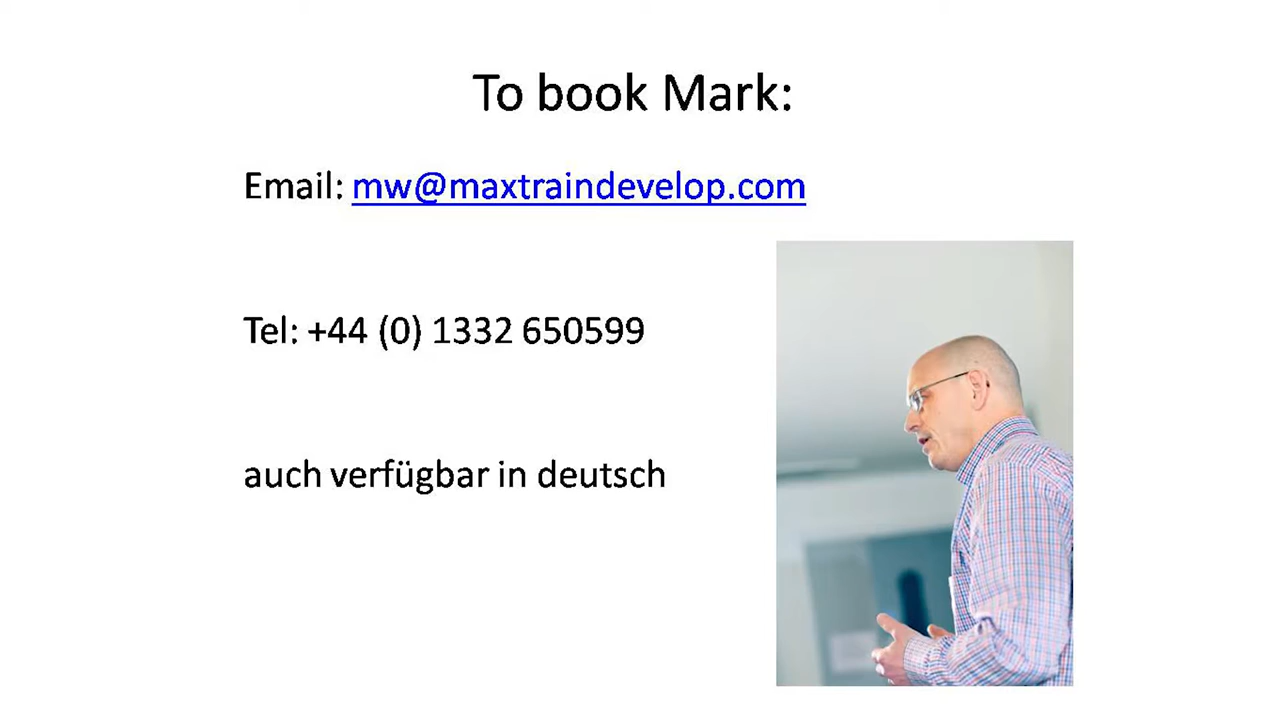 To book Mark:
Email: mw@maxtraindevelop.com
Tel: +44 (0) 1332 650599
auch verfügbar in deutsch